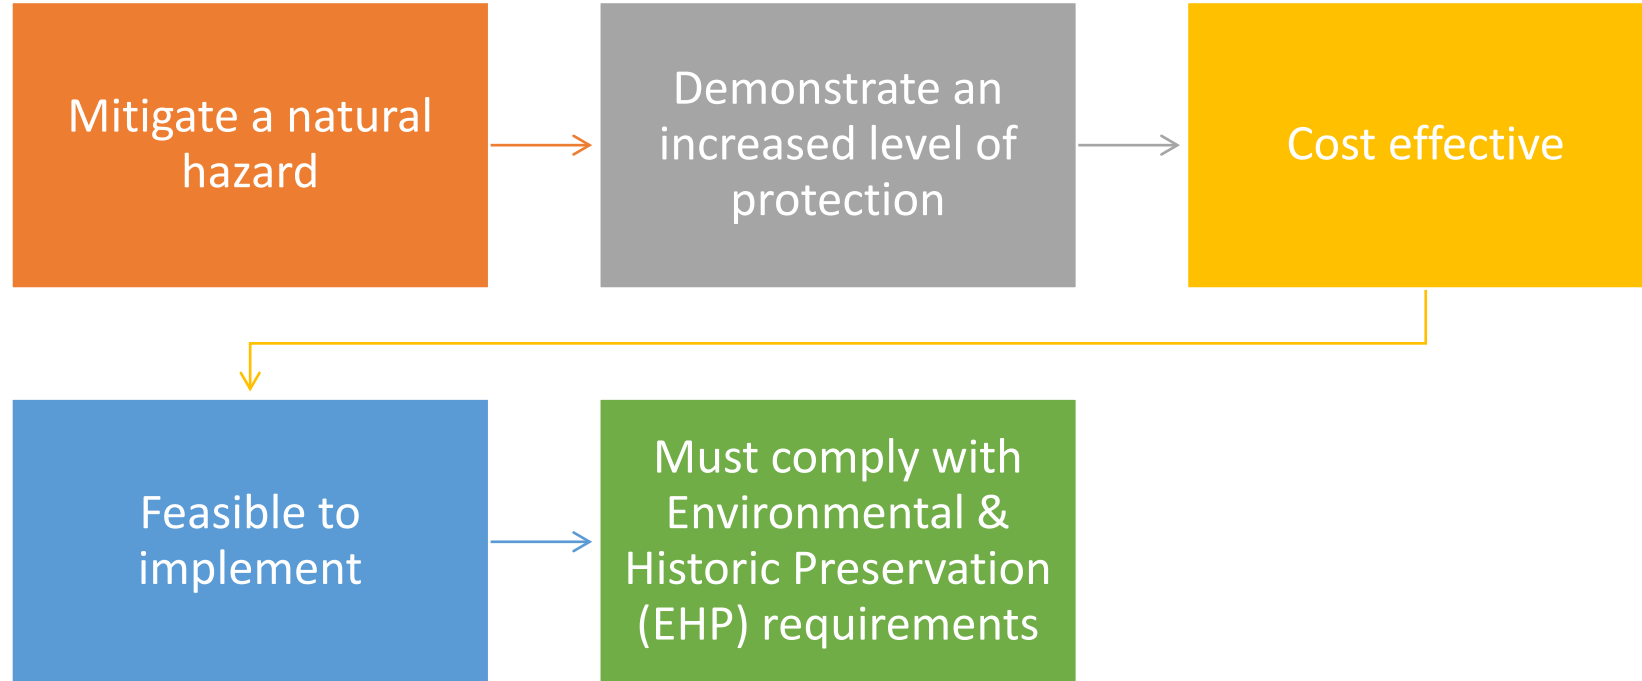 Mitigate a natural
hazard
Demonstrate an
increased level of
protection
Cost effective
Feasible to
implement
Must comply with
Environmental &
Historic Preservation
(EHP) requirements